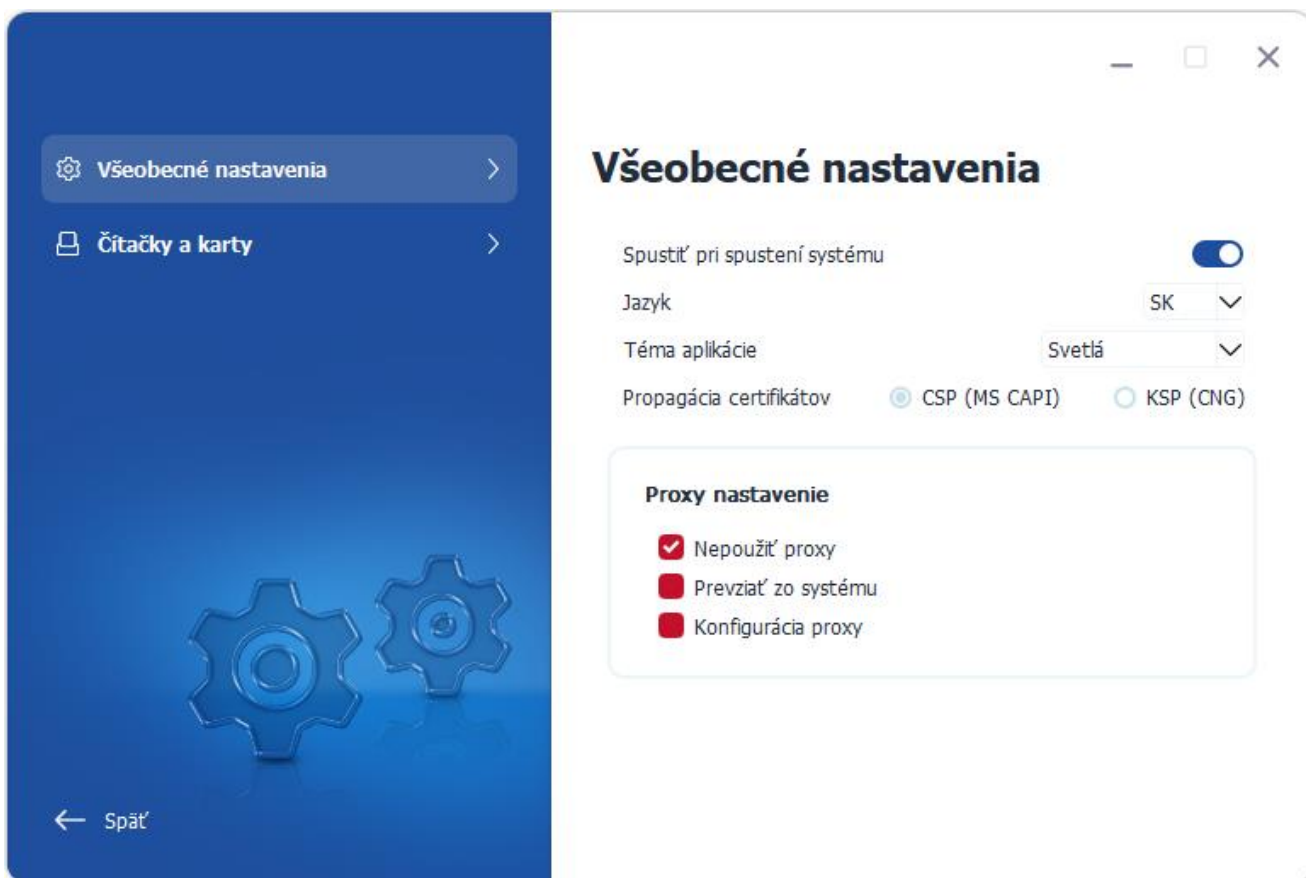 Všeobecné nastavenia
Čítačky a karty
Späť
Všeobecné nastavenia
Spustiť pri spustení systému
Jazyk SK
Téma aplikácie Svetlá
Propagácia certifikátov CSP (MS CAPI) KSP (CNG)
Proxy nastavenie
Nepoužiť proxy
Prevziať zo systému
Konfigurácia proxy